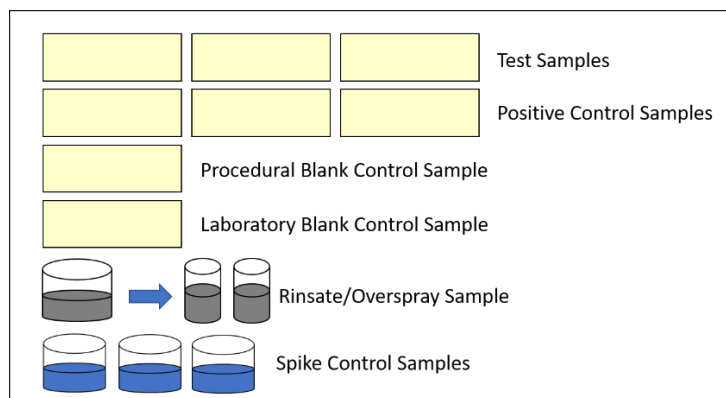 Test Samples
Positive Control Samples
Procedural Blank Control Sample
Laboratory Blank Control Sample
Rinsate/Overspray Sample
Spike Control Samples